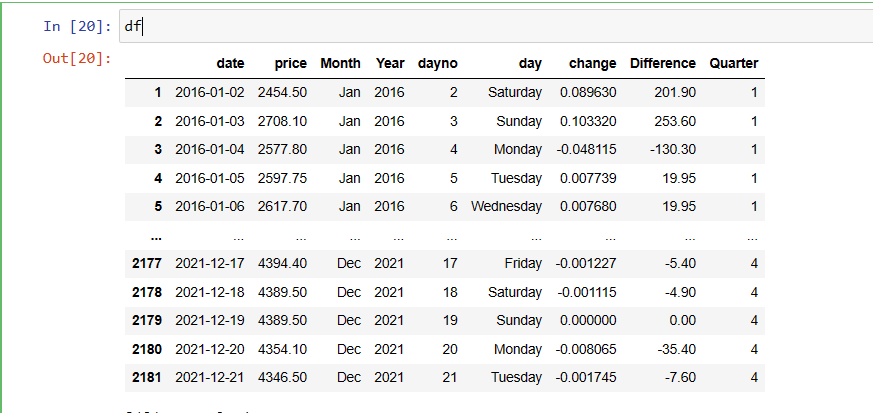 In [20]: df
Out[20]:
date price Month Year dayno day change Difference Quarter
1 2016-01-02 2454.50 Jan 2016 2 Saturday 0.089630 201.90 1
2 2016-01-03 2708.10 Jan 2016 3 Sunday 0.103320 253.60 1
3 2016-01-04 2577.80 Jan 2016 4 Monday -0.048115 -130.30 1
4 2016-01-05 2597.75 Jan 2016 5 Tuesday 0.007739 19.95 1
5 2016-01-06 2617.70 Jan 2016 6 Wednesday 0.007680 19.95 1
... ... ... ... ... ... ... ... ... ...
2177 2021-12-17 4394.40 Dec 2021 17 Friday -0.001227 -5.40 4
2178 2021-12-18 4389.50 Dec 2021 18 Saturday -0.001115 -4.90 4
2179 2021-12-19 4389.50 Dec 2021 19 Sunday 0.000000 0.00 4
2180 2021-12-20 4354.10 Dec 2021 20 Monday -0.008065 -35.40 4
2181 2021-12-21 4346.50 Dec 2021 21 Tuesday -0.001745 -7.60 4